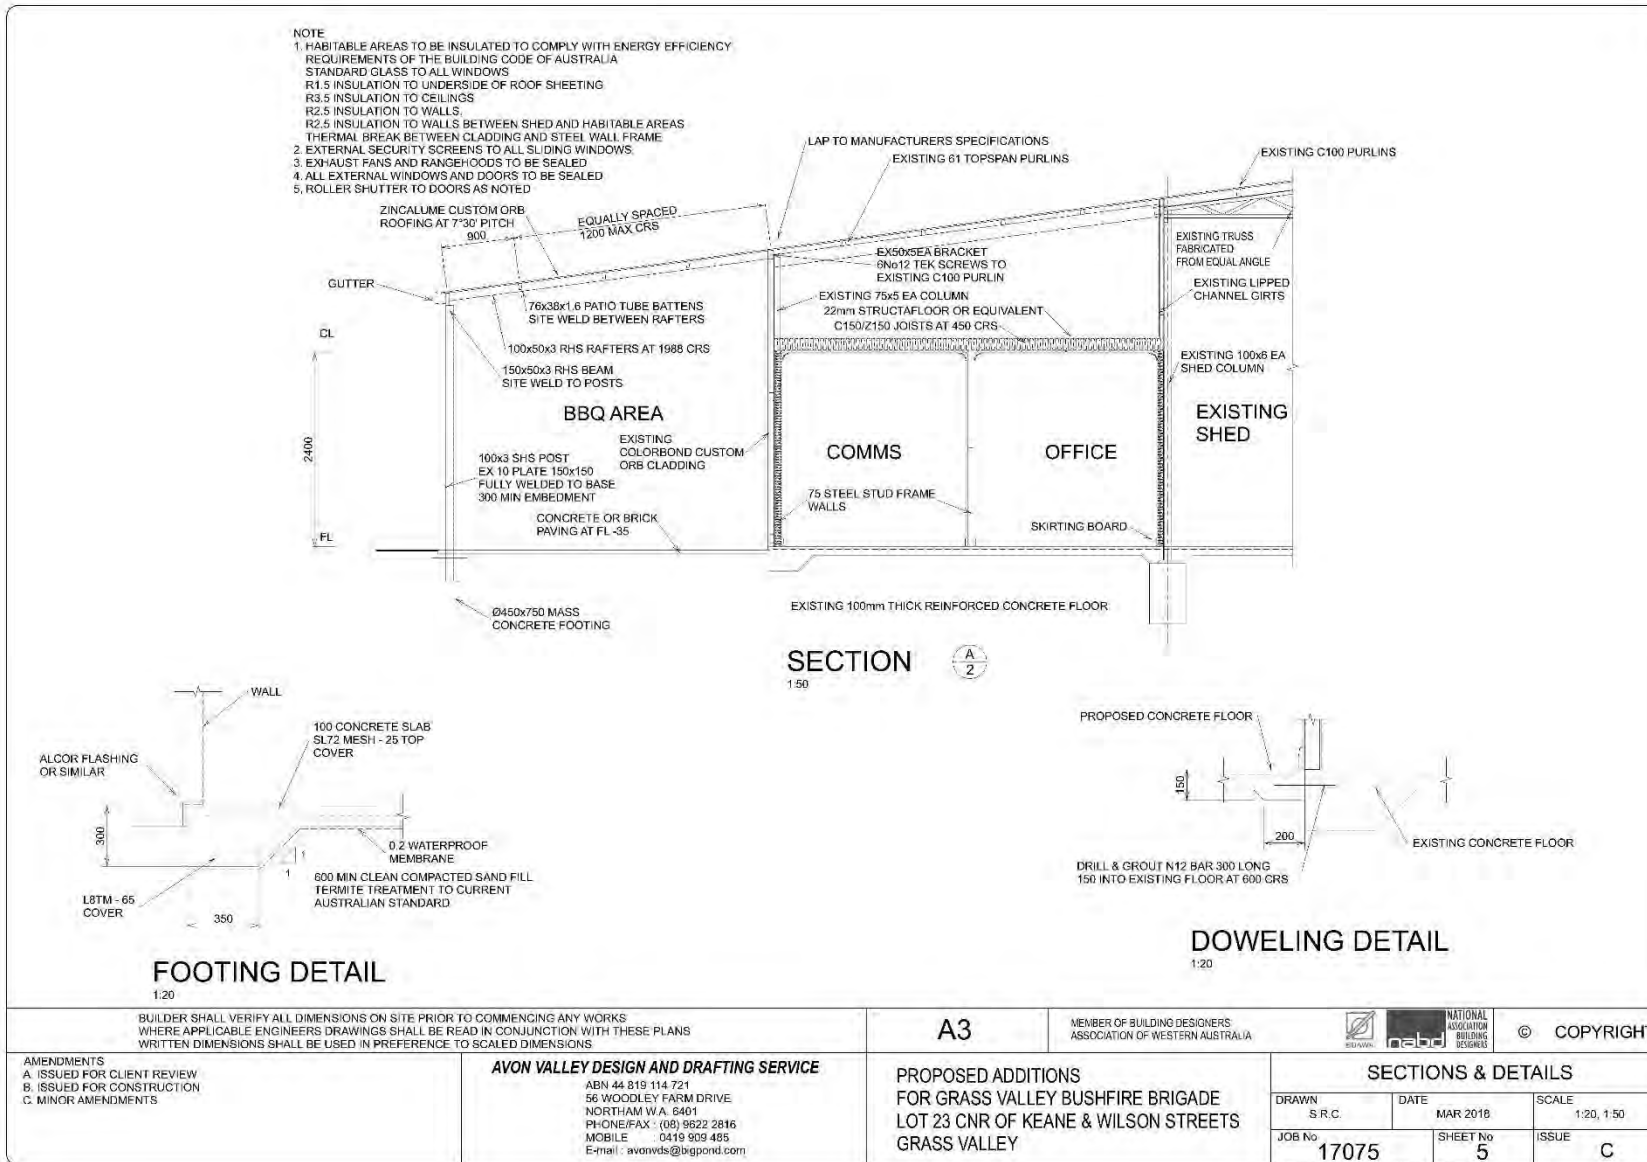 NOTE
1. HABITABLE AREAS TO BE INSULATED TO COMPLY WITH ENERGY EFFICIENCY
REQUIREMENTS OF THE BUILDING CODE OF AUSTRALIA
STANDARD GLASS TO ALL WINDOWS
R1.5 INSULATION TO UNDERSIDE OF ROOF SHEETING
R3.5 INSULATION TO CEILINGS
R2.5 INSULATION TO WALLS
R2.5 INSULATION TO WALLS BETWEEN SHED AND HABITABLE AREAS
THERMAL BREAK BETWEEN CLADDING AND STEEL WALL FRAME
2. EXTERNAL SECURITY SCREENS TO ALL SLIDING WINDOWS
3. EXHAUST FANS AND RANGEHOODS TO BE SEALED
4. ALL EXTERNAL WINDOWS AND DOORS TO BE SEALED
5. ROLLER SHUTTER TO DOORS AS NOTED
LAP TO MANUFACTURERS SPECIFICATIONS
EXISTING 61 TOPSPAN PURLINS
EXISTING C100 PURLINS
ZINCALUME CUSTOM ORB
ROOFING AT 7°30' PITCH
900
EQUALLY SPACED
1200 MAX CRS
GUTTER
76x38x1.6 PATIO TUBE BATTENS
SITE WELD BETWEEN RAFTERS
EX50x5EA BRACKET
6No12 TEK SCREWS TO
EXISTING C100 PURLIN
EXISTING 75x5 EA COLUMN
22mm STRUCTAFLOOR OR EQUIVALENT
C150/Z150 JOISTS AT 450 CRS
EXISTING TRUSS
FABRICATED
FROM EQUAL ANGLE
EXISTING LIPPED
CHANNEL GIRTS
CL
100x50x3 RHS RAFTERS AT 1988 CRS
150x50x3 RHS BEAM
SITE WELD TO POSTS
EXISTING 100x6 EA
SHED COLUMN
BBQ AREA
EXISTING
SHED
2400
EXISTING
COLORBOND CUSTOM
ORB CLADDING
COMMS
OFFICE
100x3 SHS POST
EX 10 PLATE 150x150
FULLY WELDED TO BASE
300 MIN EMBEDMENT
75 STEEL STUD FRAME
WALLS
CONCRETE OR BRICK
PAVING AT FL -35
SKIRTING BOARD
FL
Ø450x750 MASS
CONCRETE FOOTING
EXISTING 100mm THICK REINFORCED CONCRETE FLOOR
SECTION
1:50
A
2
WALL
100 CONCRETE SLAB
SL72 MESH - 25 TOP
COVER
ALCOR FLASHING
OR SIMILAR
300
0.2 WATERPROOF
MEMBRANE
1
1
600 MIN CLEAN COMPACTED SAND FILL
TERMITE TREATMENT TO CURRENT
AUSTRALIAN STANDARD
L8TM - 65
COVER
350
FOOTING DETAIL
1:20
PROPOSED CONCRETE FLOOR
150
200
EXISTING CONCRETE FLOOR
DRILL & GROUT N12 BAR 300 LONG
150 INTO EXISTING FLOOR AT 600 CRS
DOWELING DETAIL
1:20
BUILDER SHALL VERIFY ALL DIMENSIONS ON SITE PRIOR TO COMMENCING ANY WORKS
WHERE APPLICABLE ENGINEERS DRAWINGS SHALL BE READ IN CONJUNCTION WITH THESE PLANS
WRITTEN DIMENSIONS SHALL BE USED IN PREFERENCE TO SCALED DIMENSIONS
A3
MEMBER OF BUILDING DESIGNERS
ASSOCIATION OF WESTERN AUSTRALIA
nabd
NATIONAL
ASSOCIATION
BUILDING
DESIGNERS
© COPYRIGHT
AMENDMENTS
A. ISSUED FOR CLIENT REVIEW
B. ISSUED FOR CONSTRUCTION
C. MINOR AMENDMENTS
AVON VALLEY DESIGN AND DRAFTING SERVICE
ABN 44 819 114 721
56 WOODLEY FARM DRIVE
NORTHAM W.A. 6401
PHONE/FAX : (08) 9622 2816
MOBILE : 0419 909 485
E-mail : avonvds@bigpond.com
PROPOSED ADDITIONS
FOR GRASS VALLEY BUSHFIRE BRIGADE
LOT 23 CNR OF KEANE & WILSON STREETS
GRASS VALLEY
SECTIONS & DETAILS
DRAWN
S.R.C.
DATE
MAR 2018
SCALE
1:20, 1:50
JOB No
17075
SHEET No
5
ISSUE
C